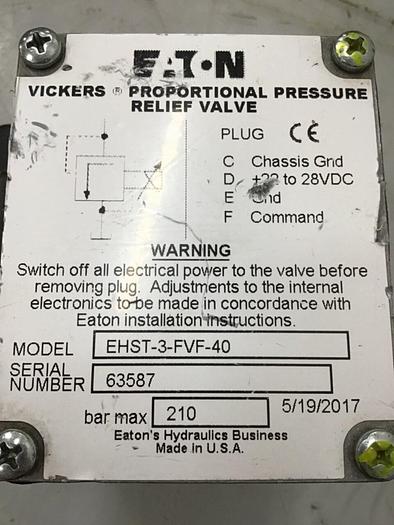 EATON
VICKERS ® PROPORTIONAL PRESSURE
RELIEF VALVE
PLUG CE
C Chassis Gnd
D +22 to 28VDC
E Gnd
F Command
WARNING
Switch off all electrical power to the valve before
removing plug. Adjustments to the internal
electronics to be made in concordance with
Eaton installation instructions.
MODEL EHST-3-FVF-40
SERIAL
NUMBER 63587
bar max 210 5/19/2017
Eaton's Hydraulics Business
Made in U.S.A.